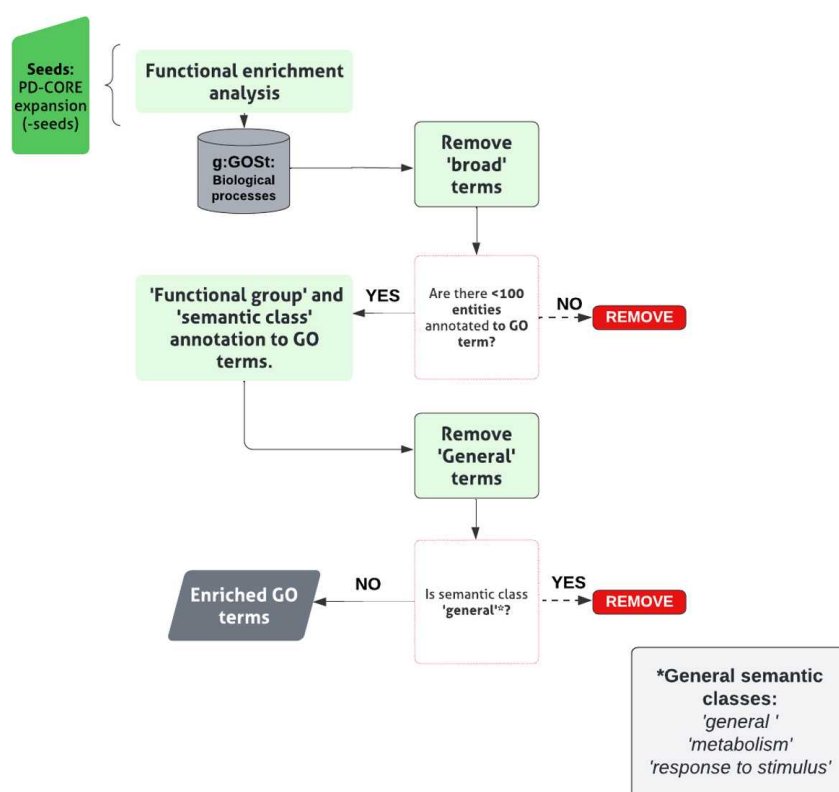 Seeds:
PD-CORE
expansion
(-seeds)
Functional enrichment
analysis
g:GOSt:
Biological
processes
Remove
'broad'
terms
Are there <100
entities
annotated to GO
term?
YES
NO
REMOVE
'Functional group' and
'semantic class'
annotation to GO
terms.
Remove
'General'
terms
Is semantic class
'general'*?
NO
YES
REMOVE
Enriched GO
terms
*General semantic
classes:
'general '
'metabolism'
'response to stimulus'